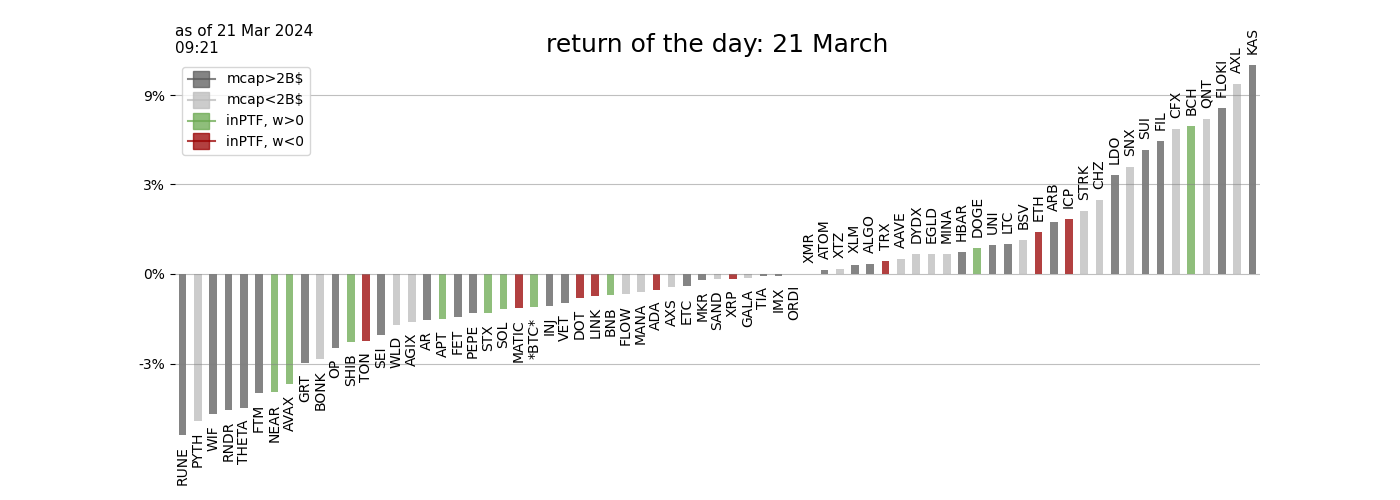 as of 21 Mar 2024
09:21
return of the day: 21 March
mcap>2B$
mcap<2B$
inPTF, w>0
inPTF, w<0
9%
3%
0%
-3%
RUNE
PYTH
WIF
RNDR
THETA
FTM
NEAR
AVAX
GRT
BONK
OP
SHIB
TON
SEI
WLD
AGIX
AR
APT
FET
PEPE
STX
SOL
MATIC
*BTC*
INJ
VET
DOT
LINK
BNB
FLOW
MANA
ADA
AXS
ETC
MKR
SAND
XRP
GALA
TIA
IMX
ORDI
XMR
ATOM
XTZ
XLM
ALGO
TRX
AAVE
DYDX
EGLD
MINA
HBAR
DOGE
UNI
LTC
BSV
ETH
ARB
ICP
STRK
CHZ
LDO
SNX
SUI
FIL
CFX
BCH
QNT
FLOKI
AXL
KAS